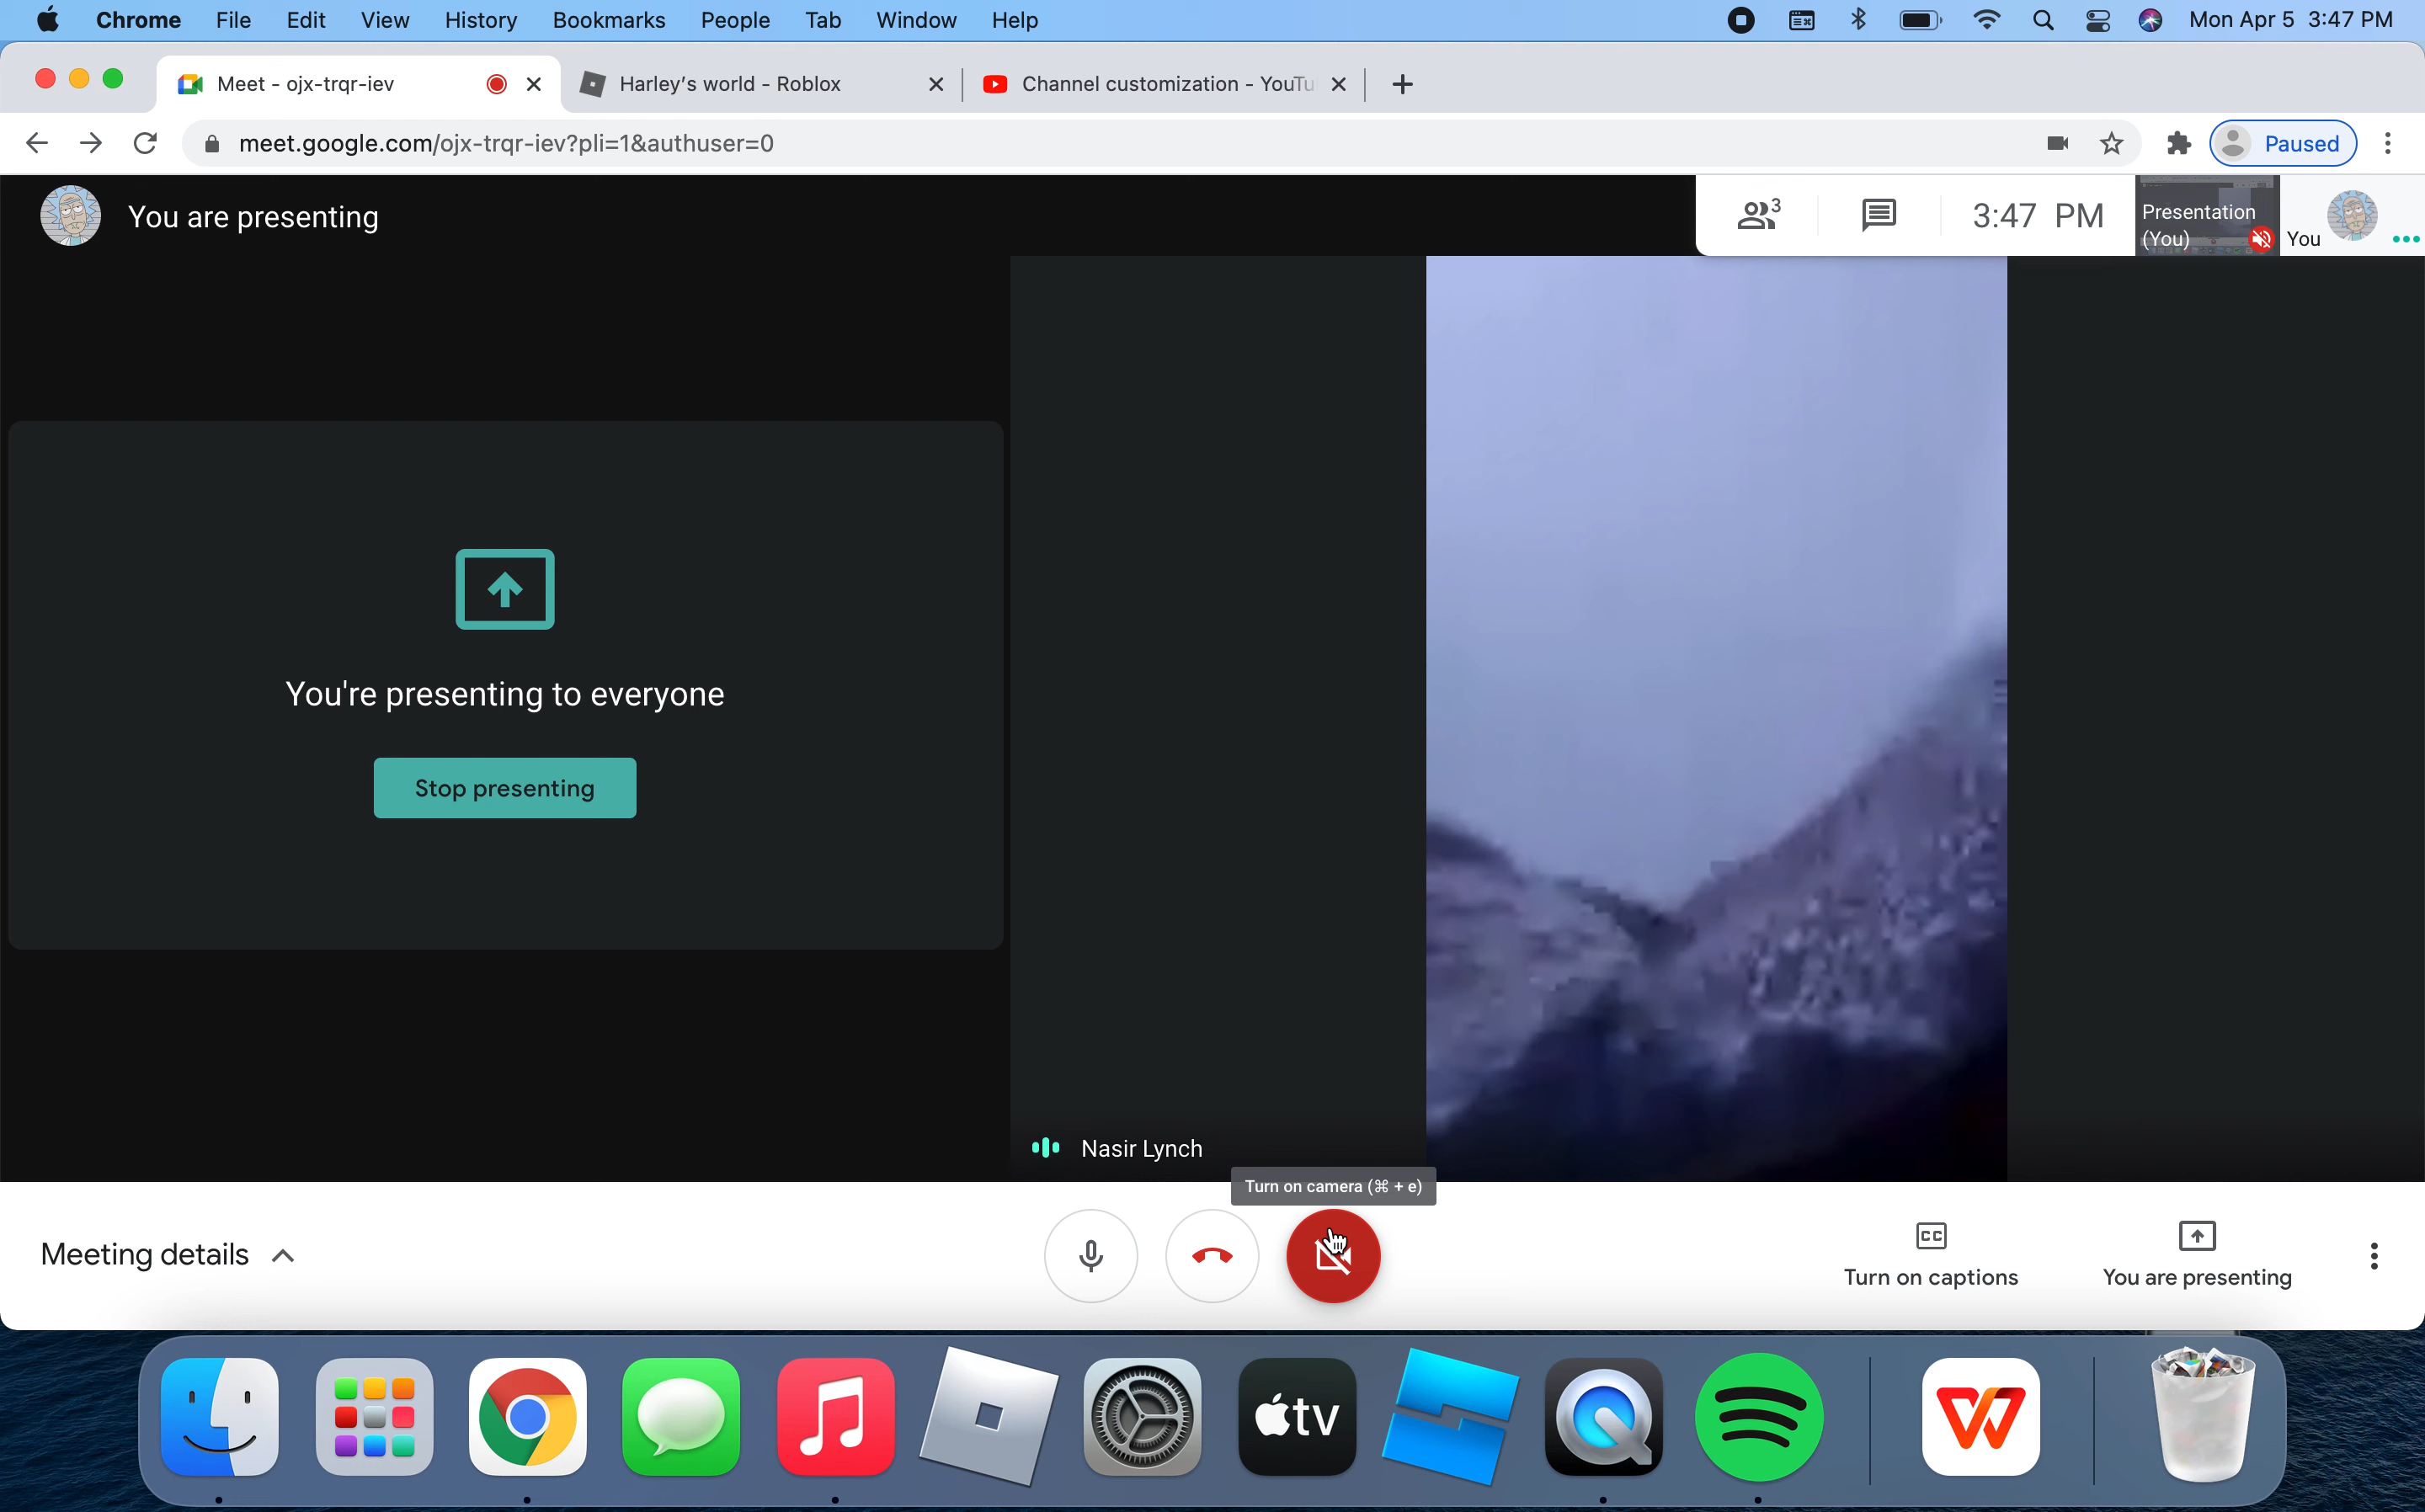 Chrome File Edit View History Bookmarks People Tab Window Help Mon Apr 5 3:47 PM
Meet - ojx-trqr-iev Harley's world - Roblox Channel customization - YouTu
meet.google.com/ojx-trqr-iev?pli=1&authuser=0 Paused
You are presenting 3 3:47 PM Presentation
(You) You
You're presenting to everyone
Stop presenting
Nasir Lynch
Turn on camera (⌘ + e)
Meeting details CC
Turn on captions You are presenting
tv